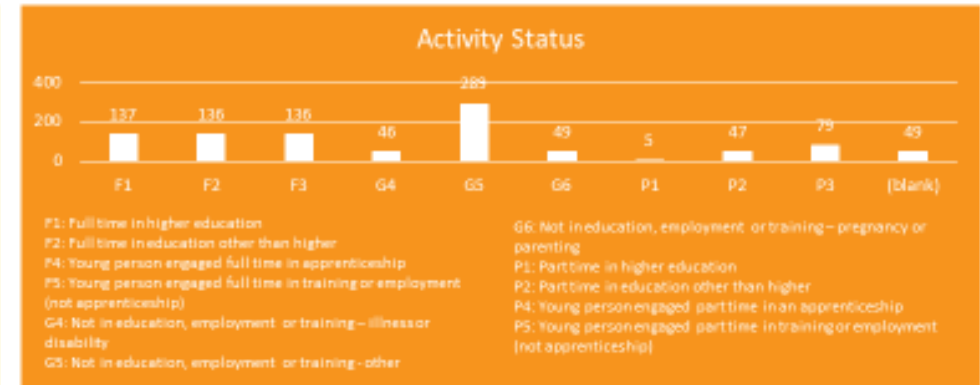 Activity Status
400
200
0
137
136
136
46
289
49
5
47
79
49
F1
F2
F3
G4
G5
G6
P1
P2
P3
(blank)
F1: Full time in higher education
F2: Full time in education other than higher
F4: Young person engaged full time in apprenticeship
F5: Young person engaged full time in training or employment
(not apprenticeship)
G4: Not in education, employment or training – illness or
disability
G5: Not in education, employment or training - other
G6: Not in education, employment or training – pregnancy or
parenting
P1: Part time in higher education
P2: Part time in education other than higher
P4: Young person engaged part time in an apprenticeship
P5: Young person engaged part time in training or employment
(not apprenticeship)